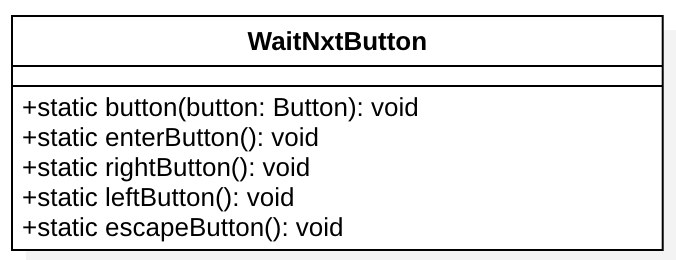 WaitNxtButton
+static button(button: Button): void
+static enterButton(): void
+static rightButton(): void
+static leftButton(): void
+static escapeButton(): void